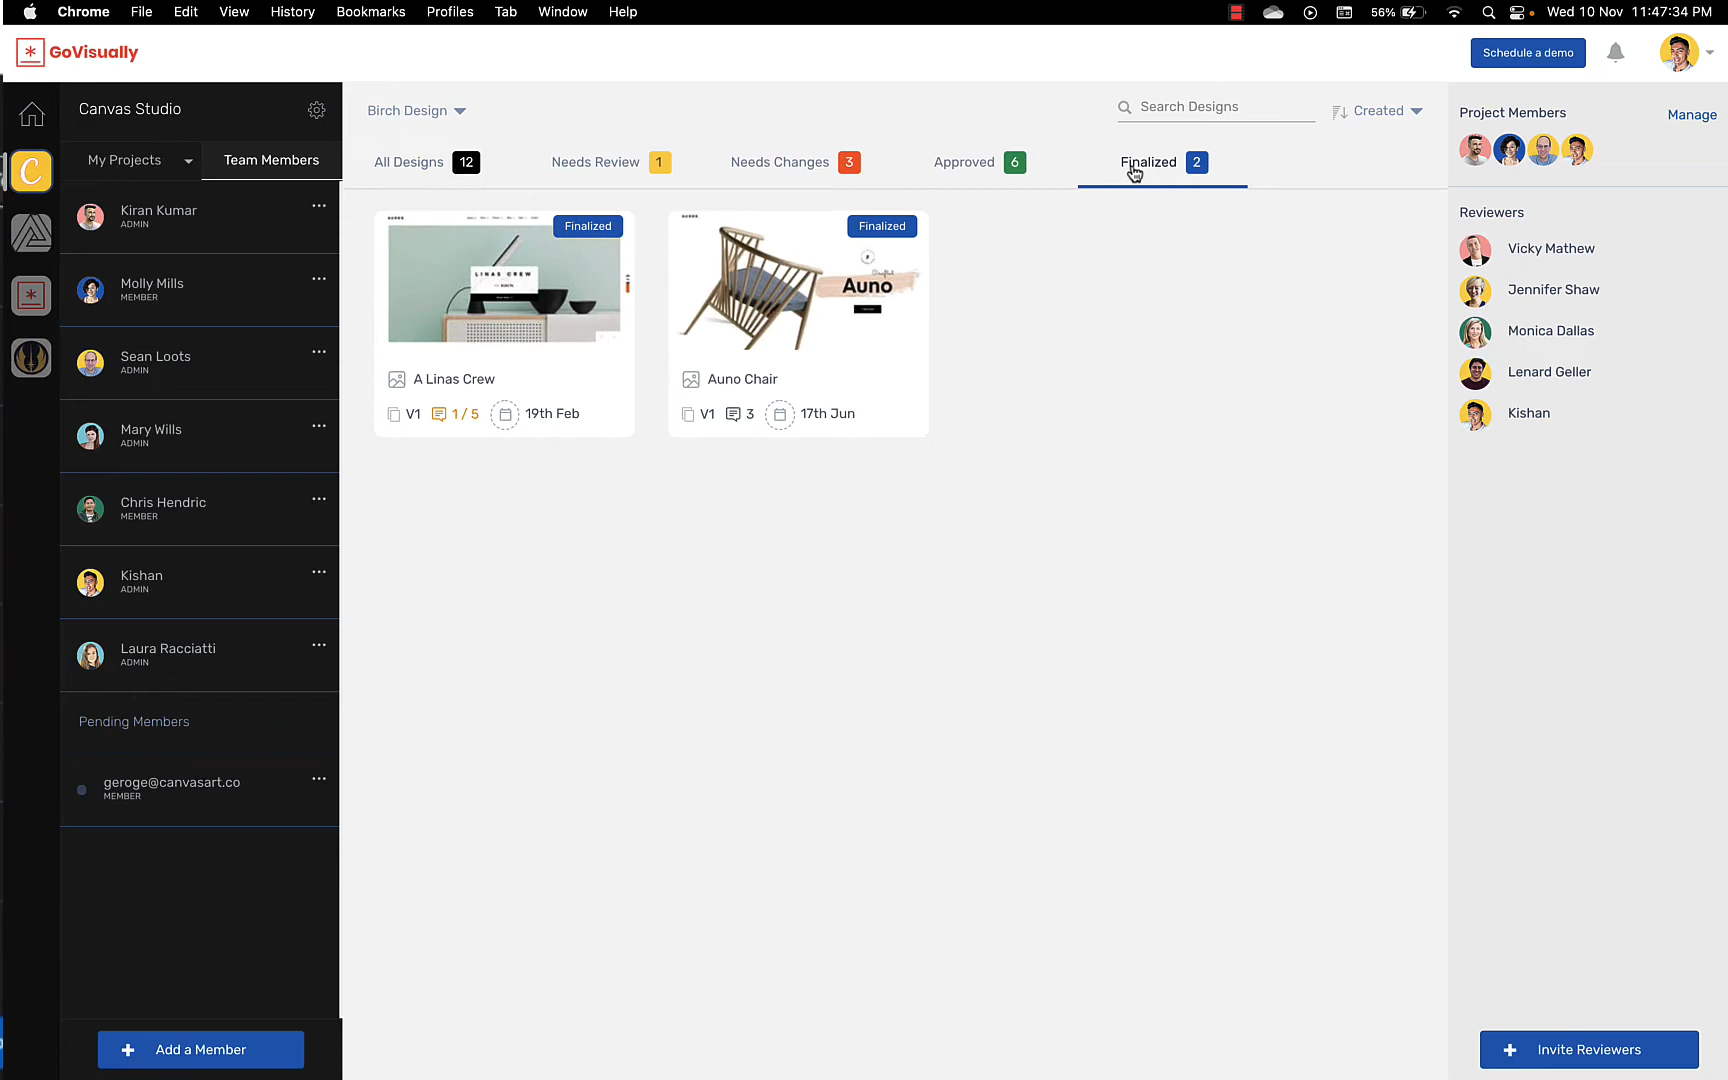 Chrome File Edit View History Bookmarks Profiles Tab Window Help 56% Wed 10 Nov 11:47:34 PM
GoVisually Schedule a demo
Canvas Studio
My Projects Team Members
Kiran Kumar
ADMIN
Molly Mills
MEMBER
Sean Loots
ADMIN
Mary Wills
ADMIN
Chris Hendric
MEMBER
Kishan
ADMIN
Laura Racciatti
ADMIN
Pending Members
geroge@canvasart.co
MEMBER
Add a Member
Birch Design Search Designs Created
All Designs 12 Needs Review 1 Needs Changes 3 Approved 6 Finalized 2
Finalized
LINAS CREW
A Linas Crew
V1 1 / 5 19th Feb
Finalized
Auno
Auno Chair
V1 3 17th Jun
Project Members Manage
Reviewers
Vicky Mathew
Jennifer Shaw
Monica Dallas
Lenard Geller
Kishan
Invite Reviewers